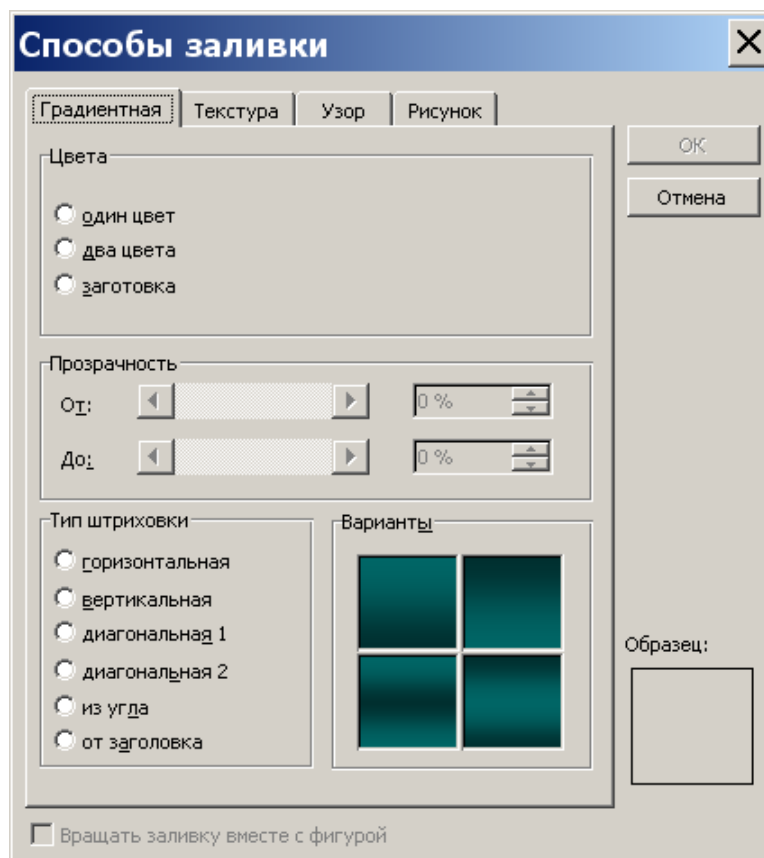 Способы заливки
Градиентная Текстура Узор Рисунок
Цвета
один цвет
два цвета
заготовка
Прозрачность
От: 0 %
До: 0 %
Тип штриховки
горизонтальная
вертикальная
диагональная 1
диагональная 2
из угла
от заголовка
Варианты
ОК
Отмена
Образец:
Вращать заливку вместе с фигурой